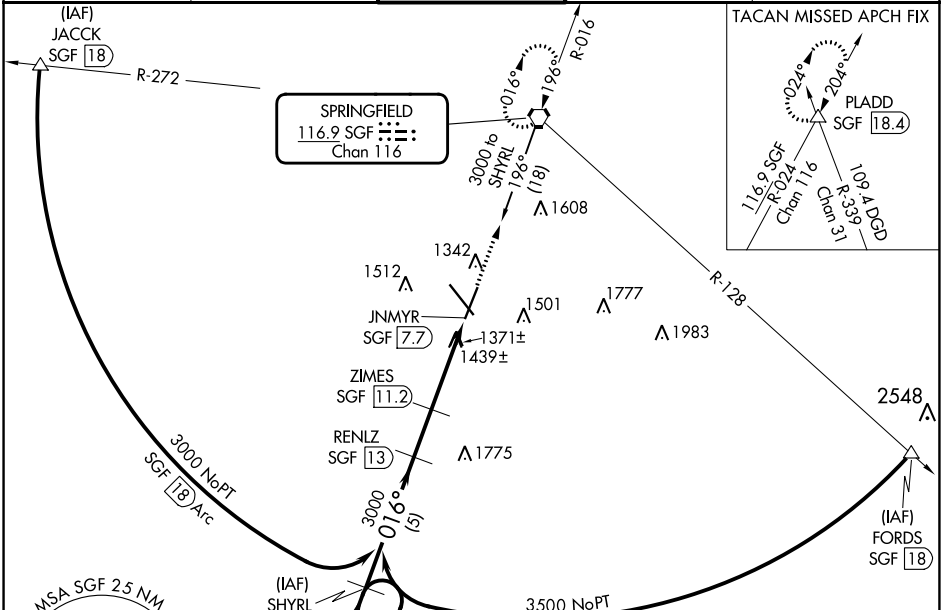 (IAF)
JACCK
SGF 18
R-272
SPRINGFIELD
116.9 SGF
Chan 116
R-016
016°
196°
3000 to
SHYRL
196°
(18)
TACAN MISSED APCH FIX
024°
204°
PLADD
SGF 18.4
116.9 SGF
R-024
Chan 116
109.4 DGD
R-339
Chan 31
1608
1342
1512
1501
1777
1983
JNMYR
SGF 7.7
1371±
1439±
R-128
ZIMES
SGF 11.2
2548
RENLZ
SGF 13
1775
3000 NoPT
SGF 18 Arc
3000
016°
(5)
(IAF)
FORDS
SGF 18
(IAF)
SHYRL
3500 NoPT
MSA SGF 25 NM